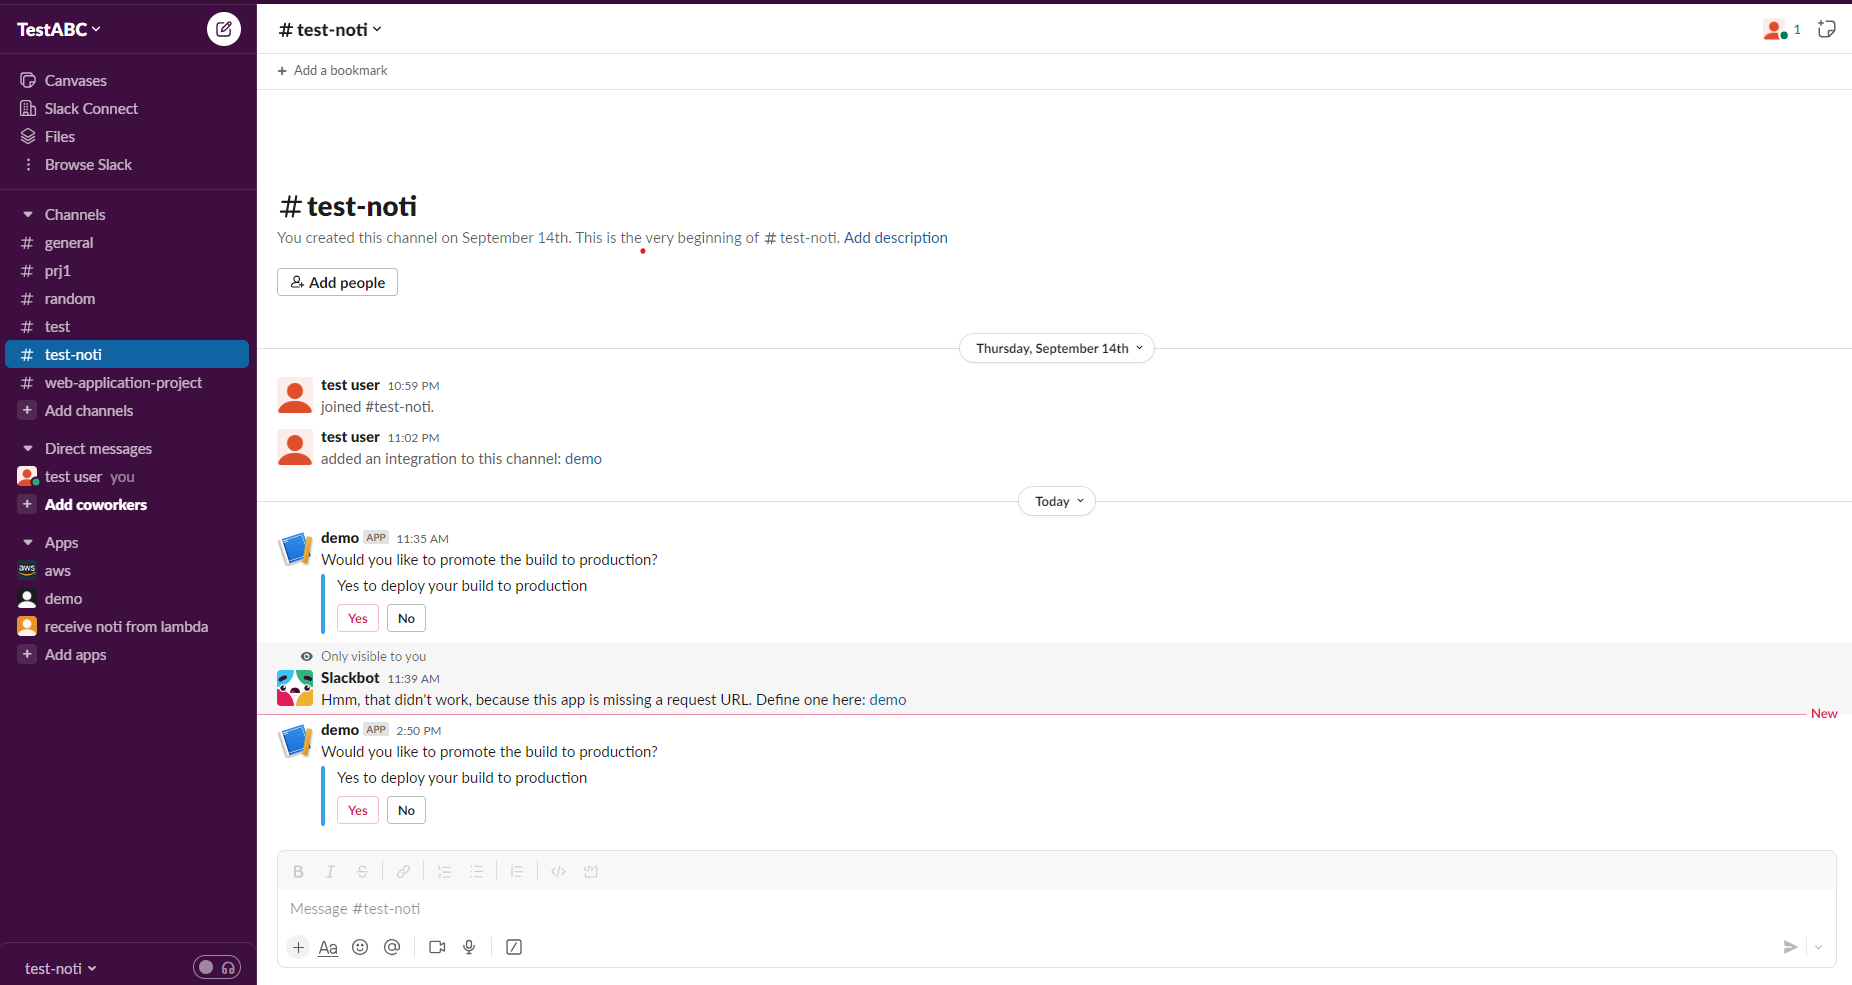 TestABC
Canvases
Slack Connect
Files
Browse Slack
Channels
# general
# prj1
# random
# test
# test-noti
# web-application-project
+ Add channels
Direct messages
test user you
+ Add coworkers
Apps
aws
aws
demo
receive noti from lambda
+ Add apps
test-noti
# test-noti
1
+ Add a bookmark
# test-noti
You created this channel on September 14th. This is the very beginning of # test-noti. Add description
Add people
Thursday, September 14th
test user 10:59 PM
joined #test-noti.
test user 11:02 PM
added an integration to this channel: demo
Today
demo APP 11:35 AM
Would you like to promote the build to production?
Yes to deploy your build to production
Yes No
Only visible to you
Slackbot 11:39 AM
Hmm, that didn't work, because this app is missing a request URL. Define one here: demo
New
demo APP 2:50 PM
Would you like to promote the build to production?
Yes to deploy your build to production
Yes No
B I S
Message #test-noti
+ Aa @